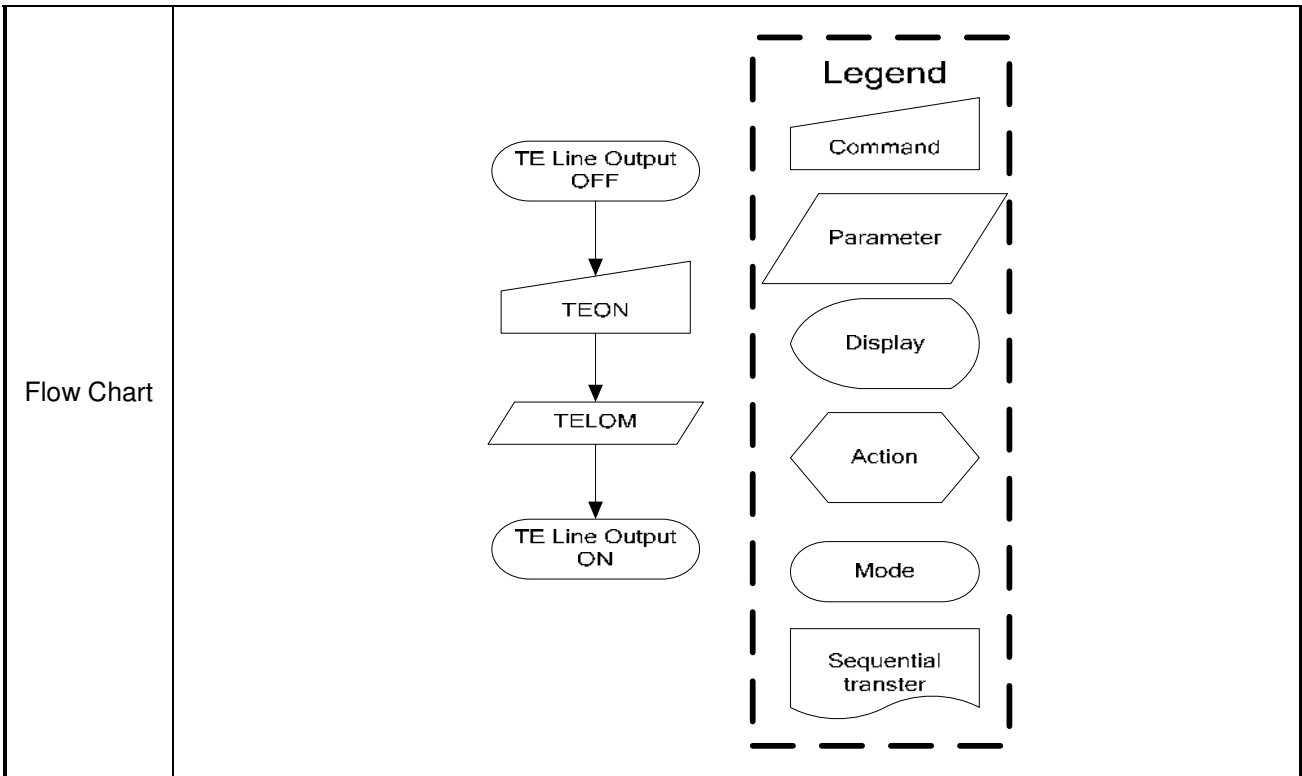 Flow Chart
TE Line Output
OFF
TEON
TELOM
TE Line Output
ON
Legend
Command
Parameter
Display
Action
Mode
Sequential
transter